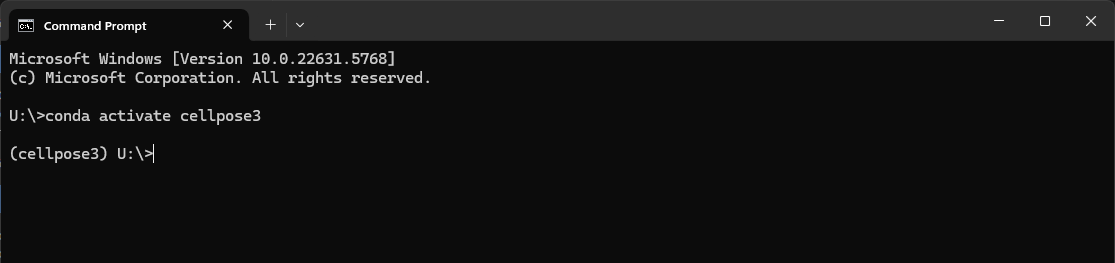 Command Prompt
Microsoft Windows [Version 10.0.22631.5768]
(c) Microsoft Corporation. All rights reserved.
U:\>conda activate cellpose3
(cellpose3) U:\>